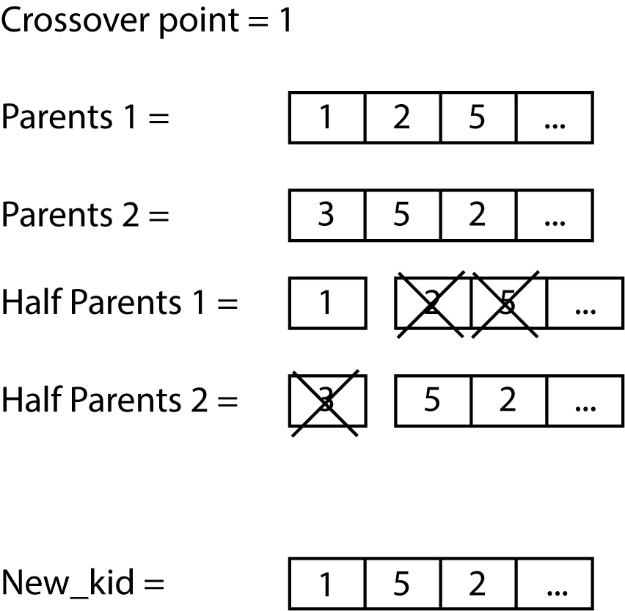 Crossover point = 1
Parents 1 = 1 2 5 ...
Parents 2 = 3 5 2 ...
Half Parents 1 = 1 2 5 ...
Half Parents 2 = 3 5 2 ...
New_kid = 1 5 2 ...